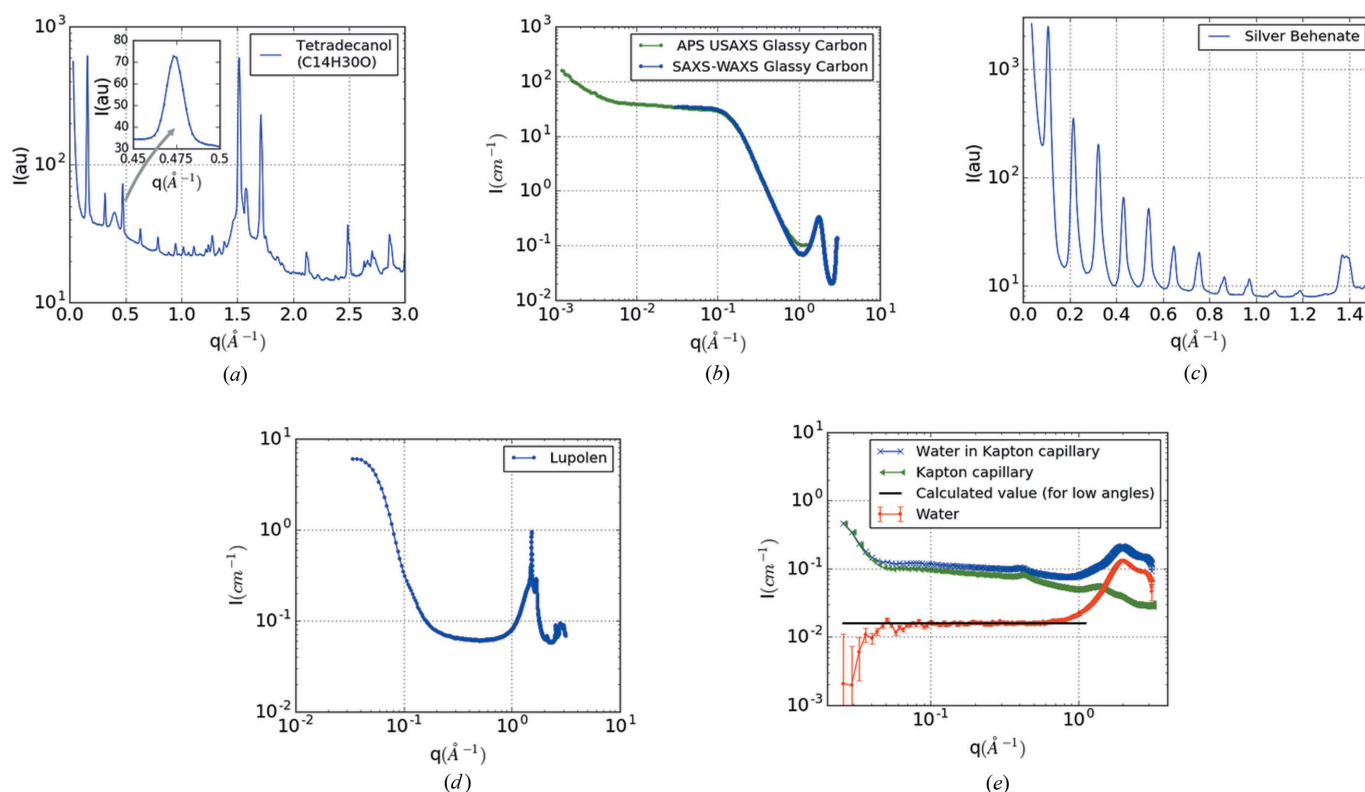 10³
I(au)
10²
10¹
0.0 0.5 1.0 1.5 2.0 2.5 3.0
q(Å⁻¹)
80
70
60
50
40
30
I(au)
0.45 0.475 0.5
q(Å⁻¹)
Tetradecanol
(C14H30O)
(a)
10³
10²
10¹
10⁰
10⁻¹
10⁻²
I(cm⁻¹)
10⁻³ 10⁻² 10⁻¹ 10⁰ 10¹
q(Å⁻¹)
APS USAXS Glassy Carbon
SAXS-WAXS Glassy Carbon
(b)
10³
10²
10¹
I(au)
0.0 0.2 0.4 0.6 0.8 1.0 1.2 1.4
q(Å⁻¹)
Silver Behenate
(c)
10¹
10⁰
10⁻¹
10⁻²
I(cm⁻¹)
10⁻² 10⁻¹ 10⁰ 10¹
q(Å⁻¹)
Lupolen
(d)
10¹
10⁰
10⁻¹
10⁻²
10⁻³
I(cm⁻¹)
10⁻¹ 10⁰
q(Å⁻¹)
Water in Kapton capillary
Kapton capillary
Calculated value (for low angles)
Water
(e)